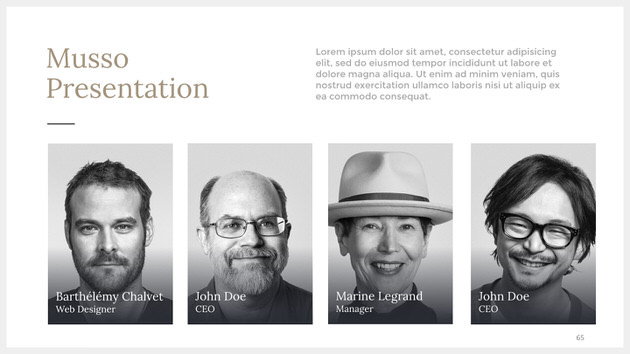 Musso
Presentation
Lorem ipsum dolor sit amet, consectetur adipisicing
elit, sed do eiusmod tempor incididunt ut labore et
dolore magna aliqua. Ut enim ad minim veniam, quis
nostrud exercitation ullamco laboris nisi ut aliquip ex
ea commodo consequat.
Barthélémy Chalvet
Web Designer
John Doe
CEO
Marine Legrand
Manager
John Doe
CEO
65